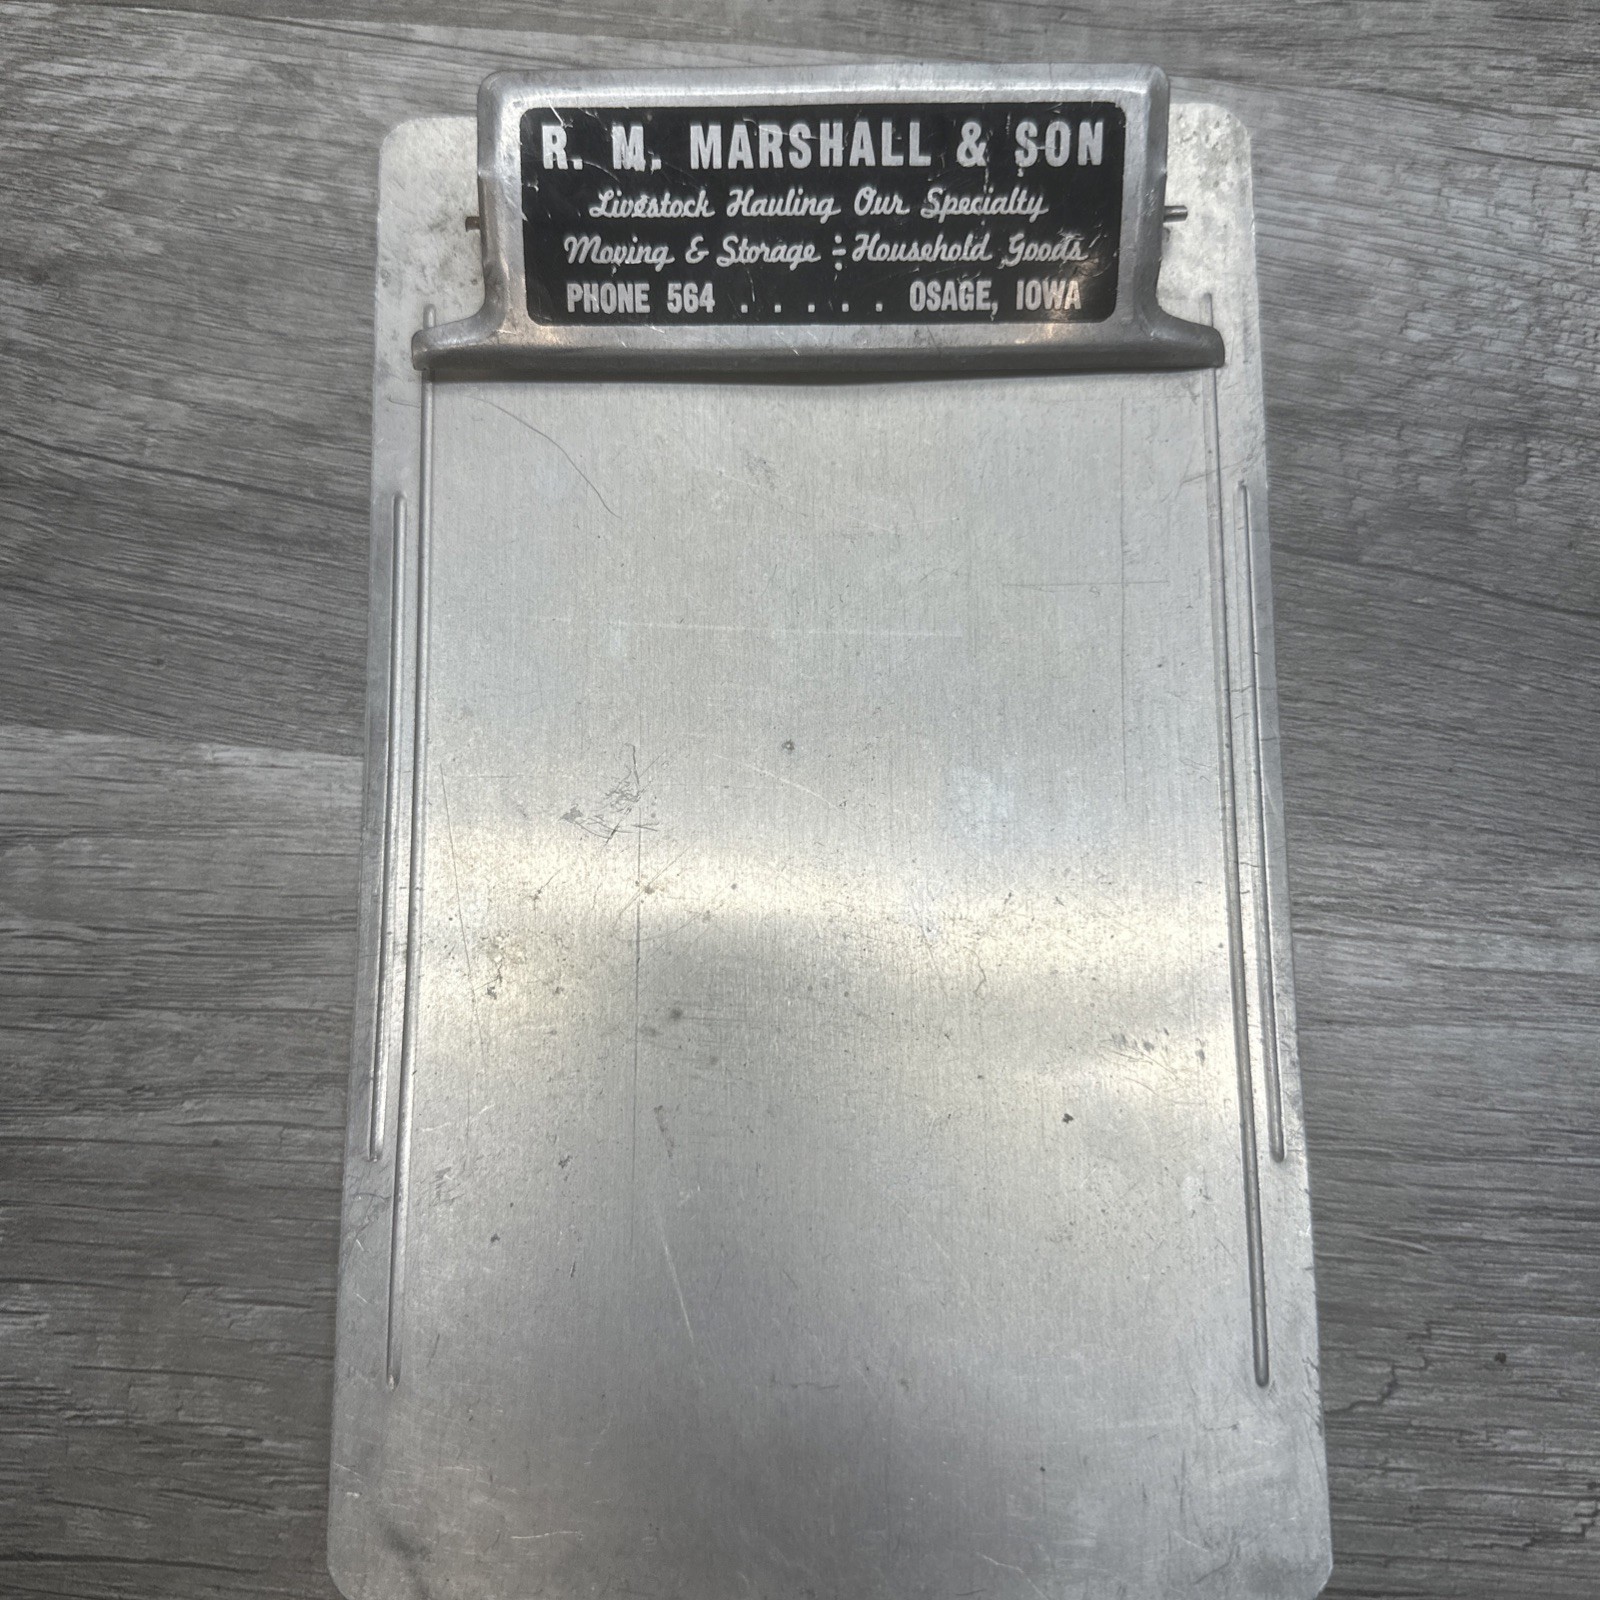 R. M. MARSHALL & SON
Livestock Hauling Our Specialty
Moving & Storage ÷ Household Goods
PHONE 564 . . . . . OSAGE, IOWA